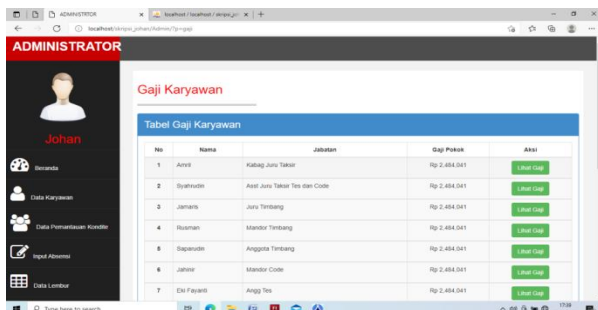 ADMINISTRATOR
localhost / localhost / skripsi_joh
localhost/skripsi_johan/Admin/?p=gaji
ADMINISTRATOR
Johan
Beranda
Data Karyawan
Data Pemantauan Kondite
Input Absensi
Data Lembur
Gaji Karyawan
Tabel Gaji Karyawan
No Nama Jabatan Gaji Pokok Aksi
1 Amril Kabag Juru Taksir Rp 2,484,041 Lihat Gaji
2 Syahrudin Asst Juru Taksir Tes dan Code Rp 2,484,041 Lihat Gaji
3 Jamaris Juru Timbang Rp 2,484,041 Lihat Gaji
4 Rusman Mandor Timbang Rp 2,484,041 Lihat Gaji
5 Saparudin Anggota Timbang Rp 2,484,041 Lihat Gaji
6 Jahirin Mandor Code Rp 2,484,041 Lihat Gaji
7 Eki Fayanti Angg Tes Rp 2,484,041 Lihat Gaji
Type here to search
17:18